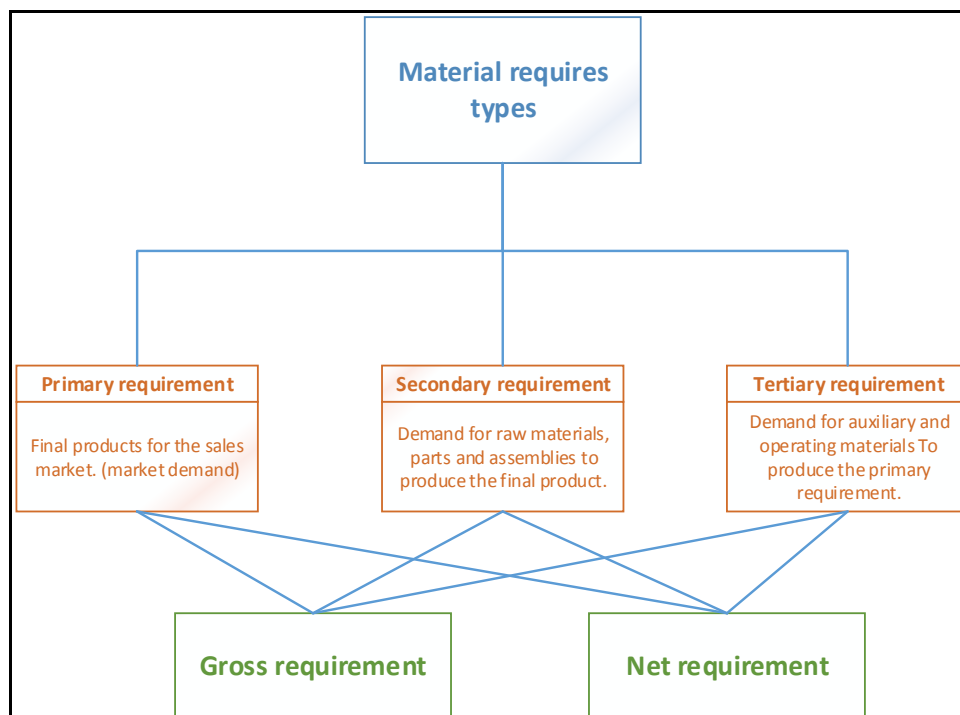 Material requires
types
Primary requirement
Final products for the sales
market. (market demand)
Secondary requirement
Demand for raw materials,
parts and assemblies to
produce the final product.
Tertiary requirement
Demand for auxiliary and
operating materials To
produce the primary
requirement.
Gross requirement
Net requirement